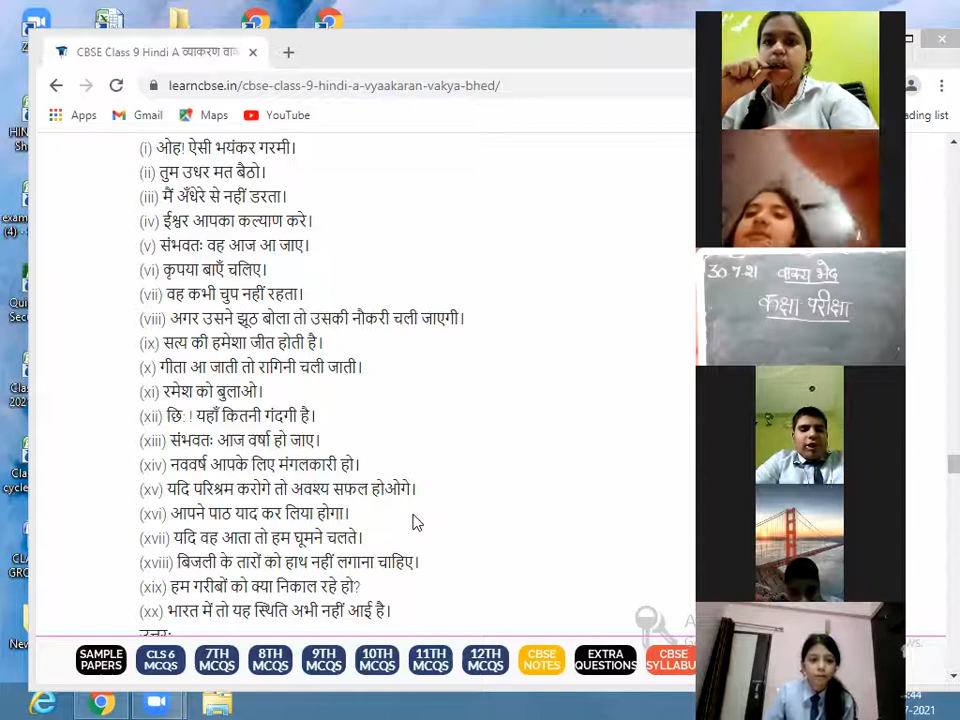 CBSE Class 9 Hindi A व्याकरण वा
learncbse.in/cbse-class-9-hindi-a-vyaakaran-vakya-bhed/
Apps Gmail Maps YouTube
ading list
(i) ओह! ऐसी भयंकर गरमी।
(ii) तुम उधर मत बैठो।
(iii) मैं अँधेरे से नहीं डरता।
(iv) ईश्वर आपका कल्याण करे।
(v) संभवतः वह आज आ जाए।
(vi) कृपया बाएँ चलिए।
(vii) वह कभी चुप नहीं रहता।
(viii) अगर उसने झूठ बोला तो उसकी नौकरी चली जाएगी।
(ix) सत्य की हमेशा जीत होती है।
(x) गीता आ जाती तो रागिनी चली जाती।
(xi) रमेश को बुलाओ।
(xii) छि: ! यहाँ कितनी गंदगी है।
(xiii) संभवतः आज वर्षा हो जाए।
(xiv) नववर्ष आपके लिए मंगलकारी हो।
(xv) यदि परिश्रम करोगे तो अवश्य सफल होओगे।
(xvi) आपने पाठ याद कर लिया होगा।
(xvii) यदि वह आता तो हम घूमने चलते।
(xviii) बिजली के तारों को हाथ नहीं लगाना चाहिए।
(xix) हम गरीबों को क्या निकाल रहे हो?
(xx) भारत में तो यह स्थिति अभी नहीं आई है।
30.7.21 वाक्य भेद
कक्षा परीक्षा
SAMPLE PAPERS
CLS 6 MCQS
7TH MCQS
8TH MCQS
9TH MCQS
10TH MCQS
11TH MCQS
12TH MCQS
CBSE NOTES
EXTRA QUESTIONS
CBSE SYLLABU